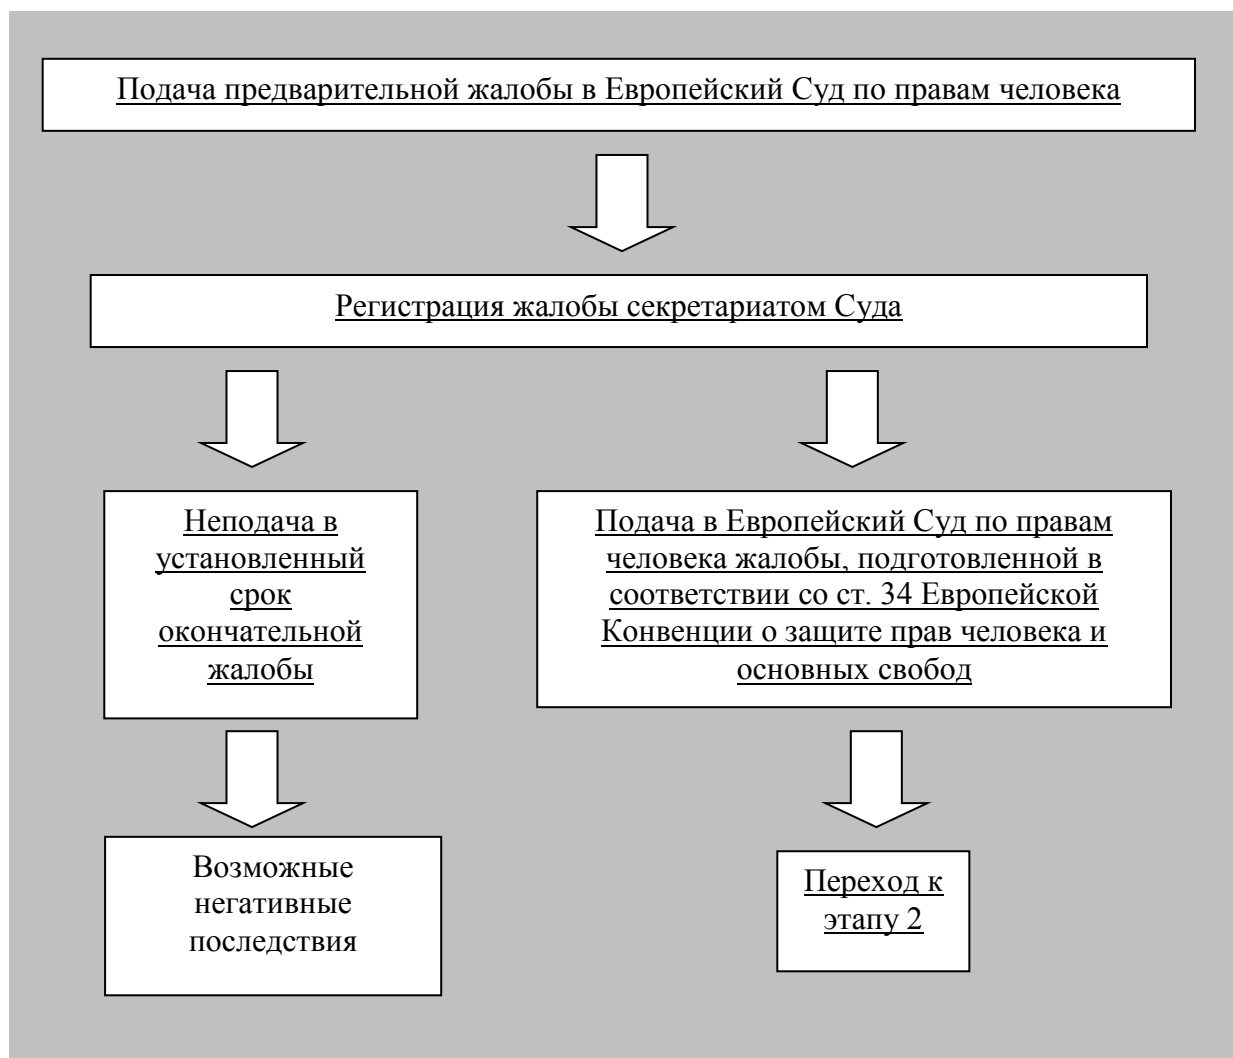 Подача предварительной жалобы в Европейский Суд по правам человека
Регистрация жалобы секретариатом Суда
Неподача в
установленный
срок
окончательной
жалобы
Подача в Европейский Суд по правам
человека жалобы, подготовленной в
соответствии со ст. 34 Европейской
Конвенции о защите прав человека и
основных свобод
Возможные
негативные
последствия
Переход к
этапу 2